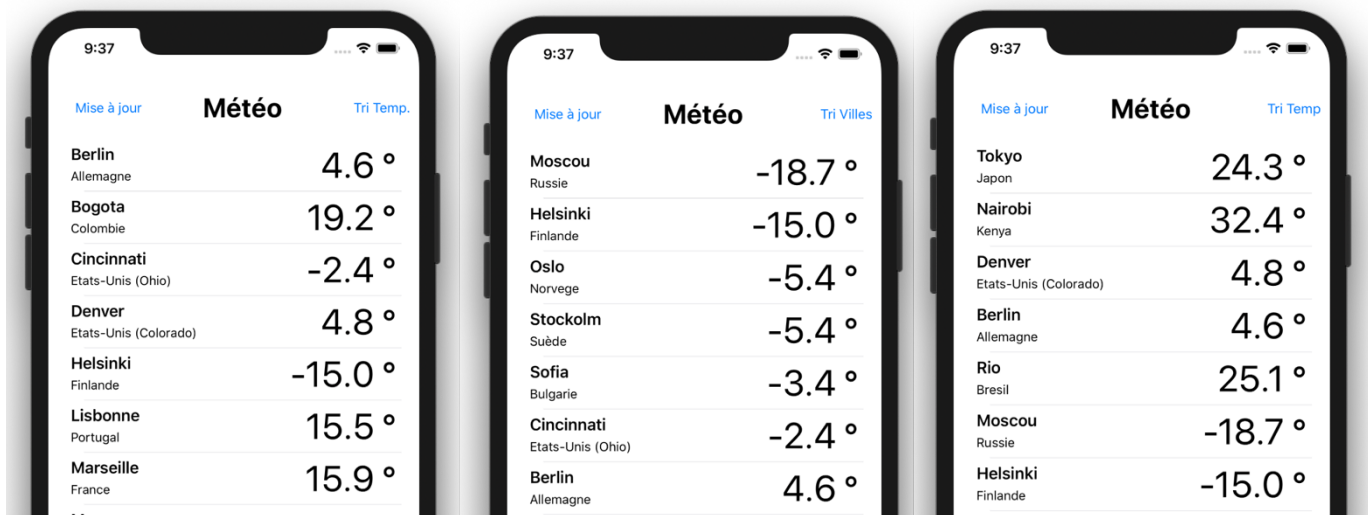 9:37
Mise à jour Météo Tri Temp.
Berlin 4.6 °
Allemagne
Bogota 19.2 °
Colombie
Cincinnati -2.4 °
Etats-Unis (Ohio)
Denver 4.8 °
Etats-Unis (Colorado)
Helsinki -15.0 °
Finlande
Lisbonne 15.5 °
Portugal
Marseille 15.9 °
France
9:37
Mise à jour Météo Tri Villes
Moscou -18.7 °
Russie
Helsinki -15.0 °
Finlande
Oslo -5.4 °
Norvege
Stockolm -5.4 °
Suède
Sofia -3.4 °
Bulgarie
Cincinnati -2.4 °
Etats-Unis (Ohio)
Berlin 4.6 °
Allemagne
9:37
Mise à jour Météo Tri Temp
Tokyo 24.3 °
Japon
Nairobi 32.4 °
Kenya
Denver 4.8 °
Etats-Unis (Colorado)
Berlin 4.6 °
Allemagne
Rio 25.1 °
Bresil
Moscou -18.7 °
Russie
Helsinki -15.0 °
Finlande